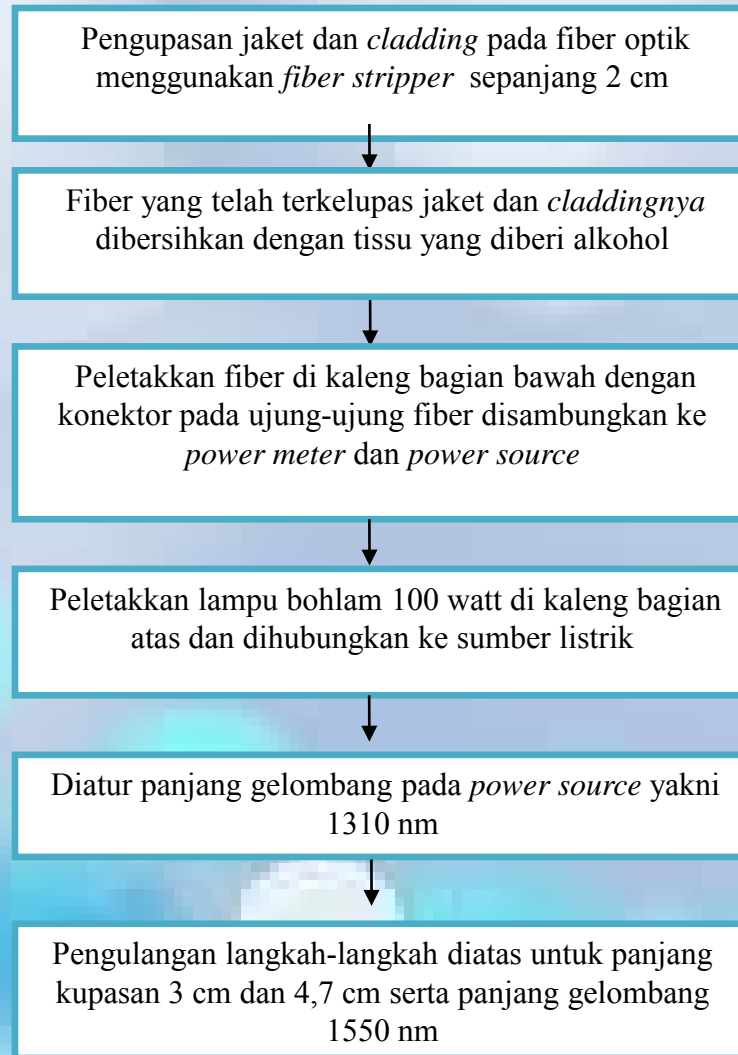 Pengupasan jaket dan cladding pada fiber optik
menggunakan fiber stripper sepanjang 2 cm
Fiber yang telah terkelupas jaket dan claddingnya
dibersihkan dengan tissu yang diberi alkohol
Peletakkan fiber di kaleng bagian bawah dengan
konektor pada ujung-ujung fiber disambungkan ke
power meter dan power source
Peletakkan lampu bohlam 100 watt di kaleng bagian
atas dan dihubungkan ke sumber listrik
Diatur panjang gelombang pada power source yakni
1310 nm
Pengulangan langkah-langkah diatas untuk panjang
kupasan 3 cm dan 4,7 cm serta panjang gelombang
1550 nm